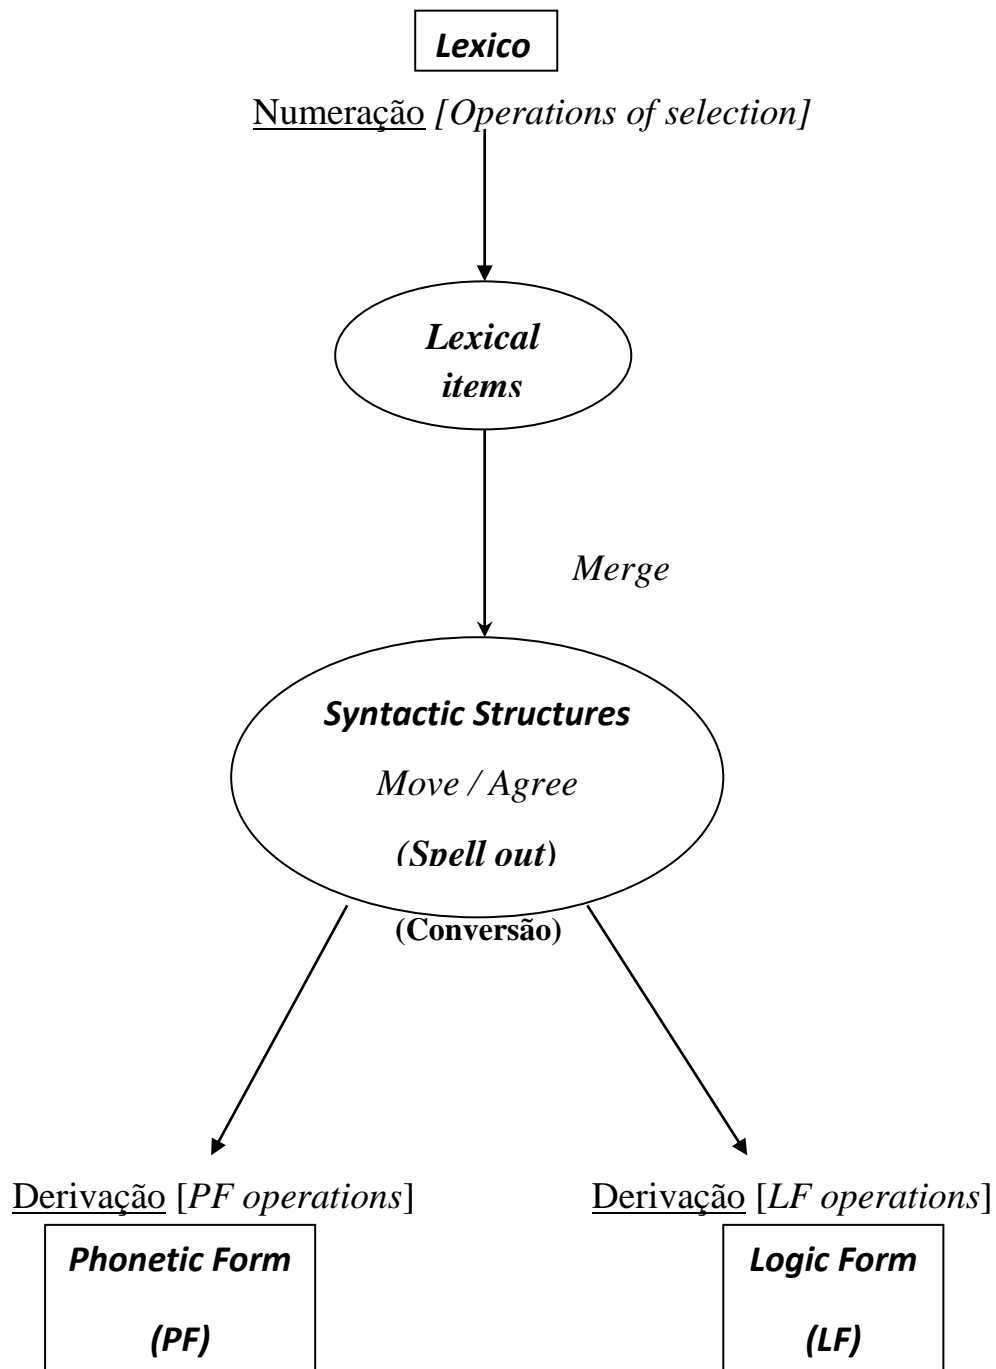 Lexico
Numeração [Operations of selection]
Lexical
items
Merge
Syntactic Structures
Move / Agree
(Spell out)
(Conversão)
Derivação [PF operations]
Derivação [LF operations]
Phonetic Form
(PF)
Logic Form
(LF)